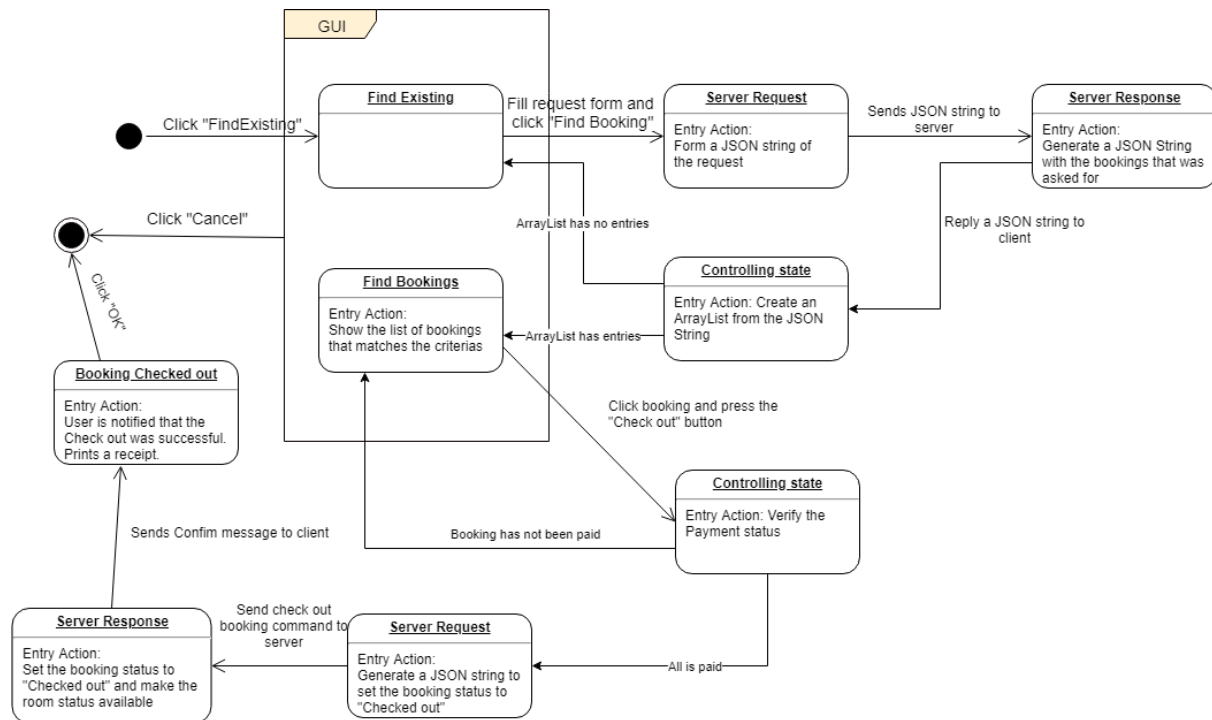 GUI
Find Existing
Click "FindExisting"
Fill request form and
click "Find Booking"
Server Request
Entry Action:
Form a JSON string of
the request
Sends JSON string to
server
Server Response
Entry Action:
Generate a JSON String
with the bookings that was
asked for
Click "Cancel"
ArrayList has no entries
Reply a JSON string to
client
Controlling state
Entry Action: Create an
ArrayList from the JSON
String
Find Bookings
Entry Action:
Show the list of bookings
that matches the criterias
ArrayList has entries
Click "OK"
Booking Checked out
Entry Action:
User is notified that the
Check out was successful.
Prints a receipt.
Click booking and press the
"Check out" button
Controlling state
Entry Action: Verify the
Payment status
Booking has not been paid
Sends Confim message to client
Server Response
Entry Action:
Set the booking status to
"Checked out" and make the
room status available
Send check out
booking command to
server
Server Request
Entry Action:
Generate a JSON string to
set the booking status to
"Checked out"
All is paid